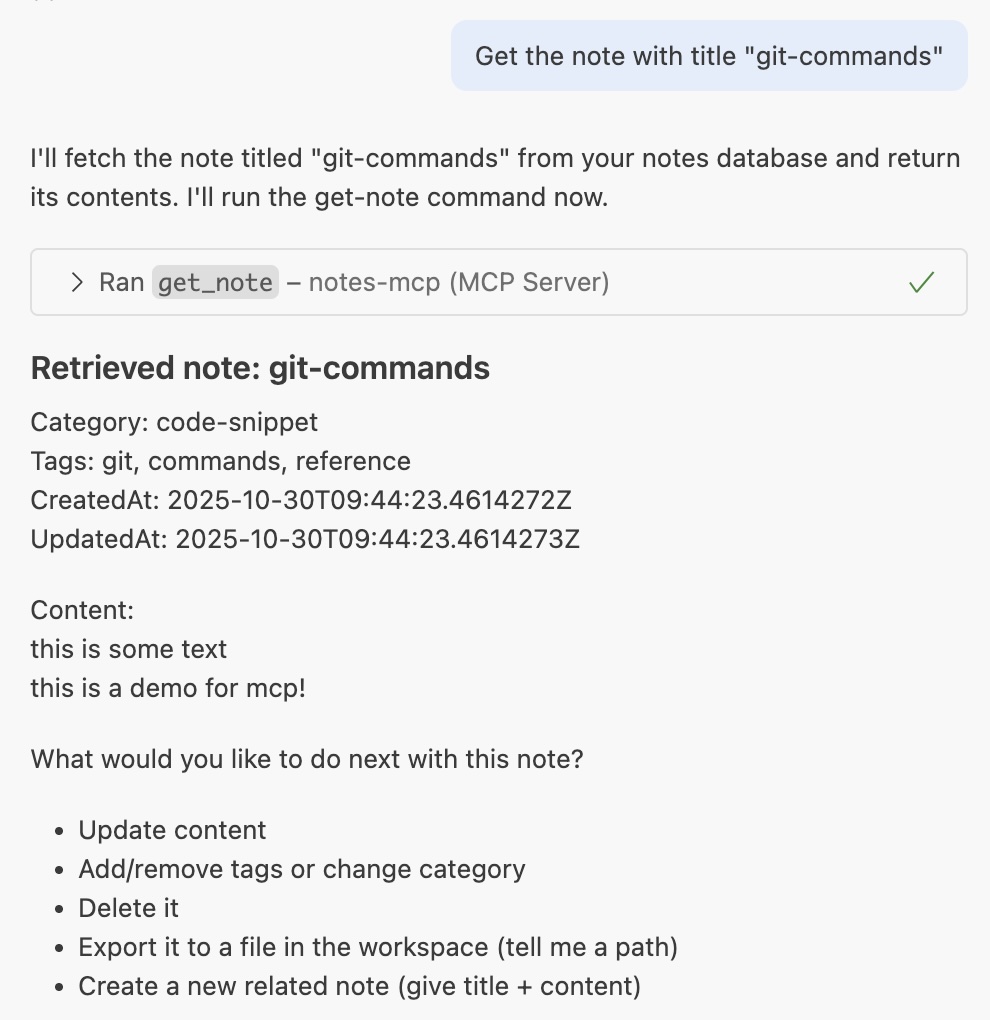 Get the note with title "git-commands"
I'll fetch the note titled "git-commands" from your notes database and return
its contents. I'll run the get-note command now.
Ran get_note – notes-mcp (MCP Server)
Retrieved note: git-commands
Category: code-snippet
Tags: git, commands, reference
CreatedAt: 2025-10-30T09:44:23.4614272Z
UpdatedAt: 2025-10-30T09:44:23.4614273Z
Content:
this is some text
this is a demo for mcp!
What would you like to do next with this note?
• Update content
• Add/remove tags or change category
• Delete it
• Export it to a file in the workspace (tell me a path)
• Create a new related note (give title + content)